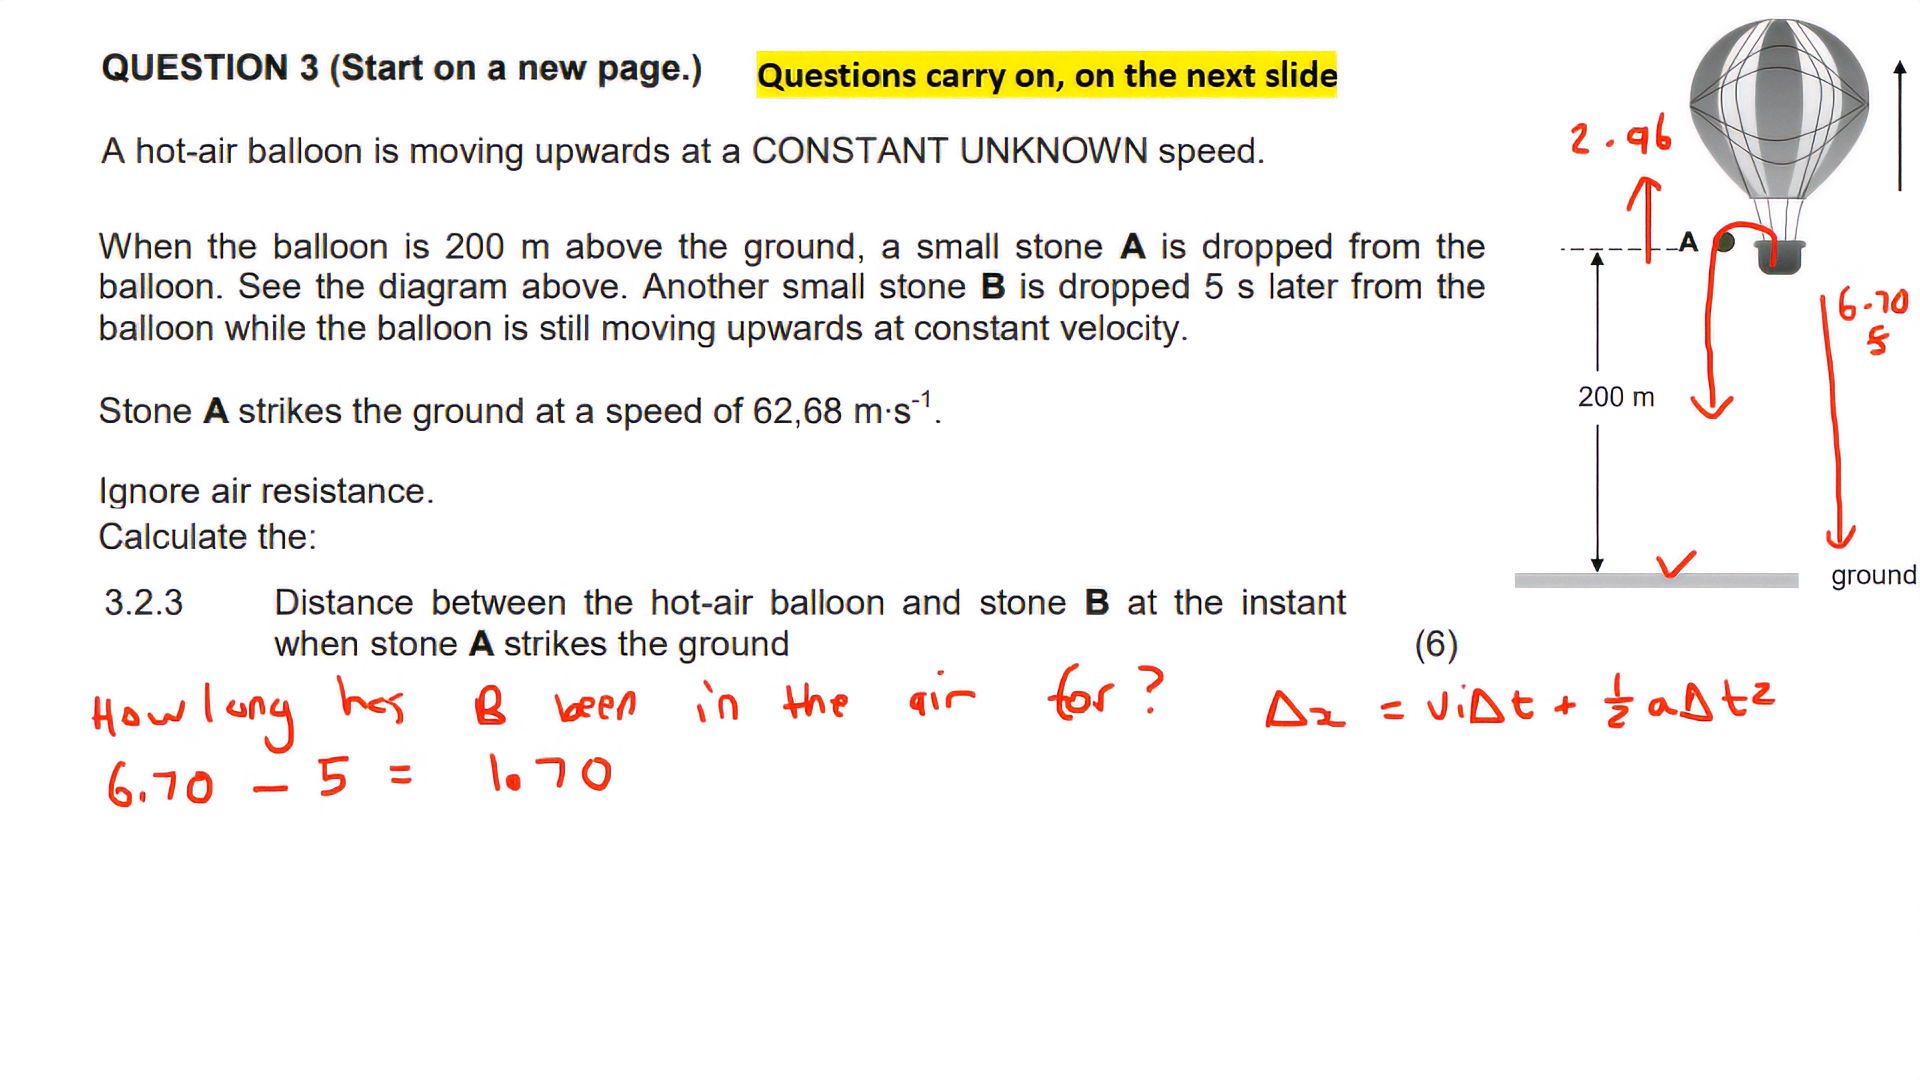 QUESTION 3 (Start on a new page.)
Questions carry on, on the next slide
A hot-air balloon is moving upwards at a CONSTANT UNKNOWN speed.
2.96
When the balloon is 200 m above the ground, a small stone A is dropped from the
balloon. See the diagram above. Another small stone B is dropped 5 s later from the
balloon while the balloon is still moving upwards at constant velocity.
A
6.70
s
200 m
Stone A strikes the ground at a speed of 62,68 m·s⁻¹.
Ignore air resistance.
Calculate the:
ground
3.2.3 Distance between the hot-air balloon and stone B at the instant
when stone A strikes the ground (6)
How long has B been in the air for?
Δx = viΔt + ½aΔt2
6.70 – 5 = 1.70